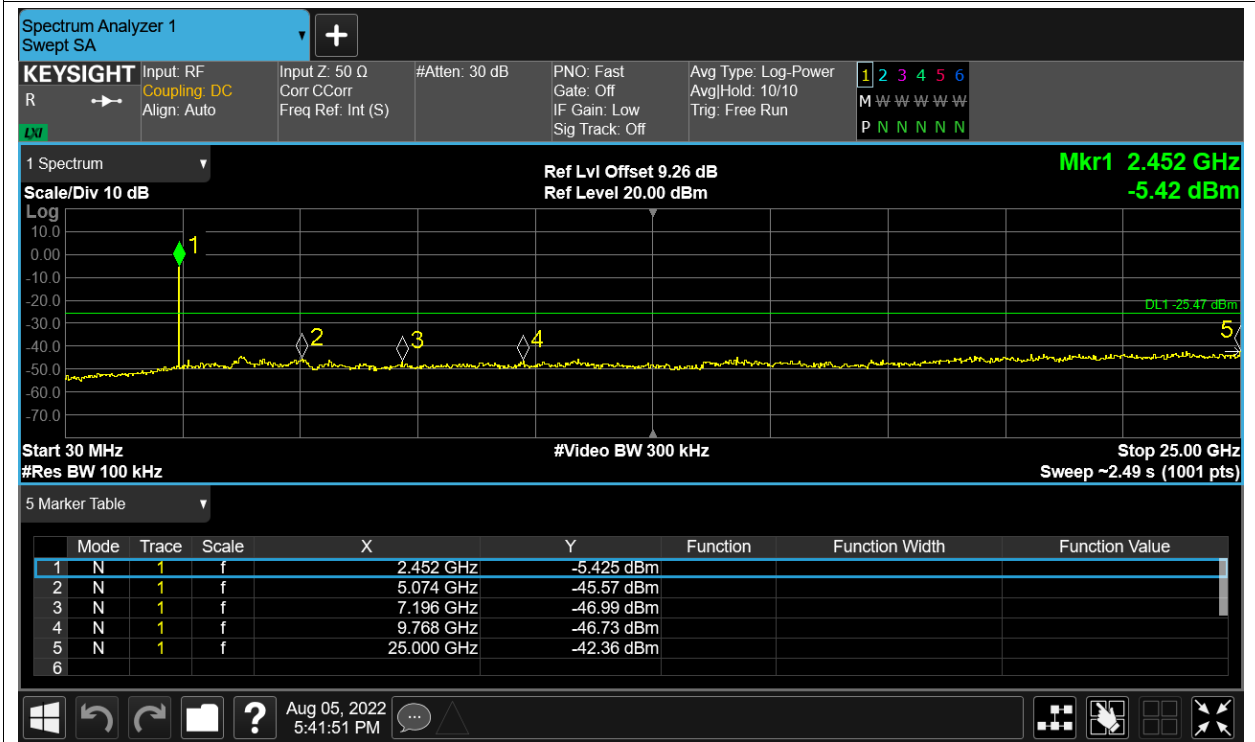 Spectrum Analyzer 1
Swept SA
+
KEYSIGHT
R
LXI
Input: RF
Coupling: DC
Align: Auto
Input Z: 50 Ω
Corr CCorr
Freq Ref: Int (S)
#Atten: 30 dB
PNO: Fast
Gate: Off
IF Gain: Low
Sig Track: Off
Avg Type: Log-Power
Avg|Hold: 10/10
Trig: Free Run
1 2 3 4 5 6
M W W W W W
P N N N N N
1 Spectrum
Scale/Div 10 dB
Ref Lvl Offset 9.26 dB
Ref Level 20.00 dBm
Mkr1 2.452 GHz
-5.42 dBm
Log
10.0
0.00
-10.0
-20.0
-30.0
-40.0
-50.0
-60.0
-70.0
1
2
3
4
5
DL1 -25.47 dBm
Start 30 MHz
#Res BW 100 kHz
#Video BW 300 kHz
Stop 25.00 GHz
Sweep ~2.49 s (1001 pts)
5 Marker Table
Mode Trace Scale X Y Function Function Width Function Value
1 N 1 f 2.452 GHz -5.425 dBm
2 N 1 f 5.074 GHz -45.57 dBm
3 N 1 f 7.196 GHz -46.99 dBm
4 N 1 f 9.768 GHz -46.73 dBm
5 N 1 f 25.000 GHz -42.36 dBm
6
?
Aug 05, 2022
5:41:51 PM